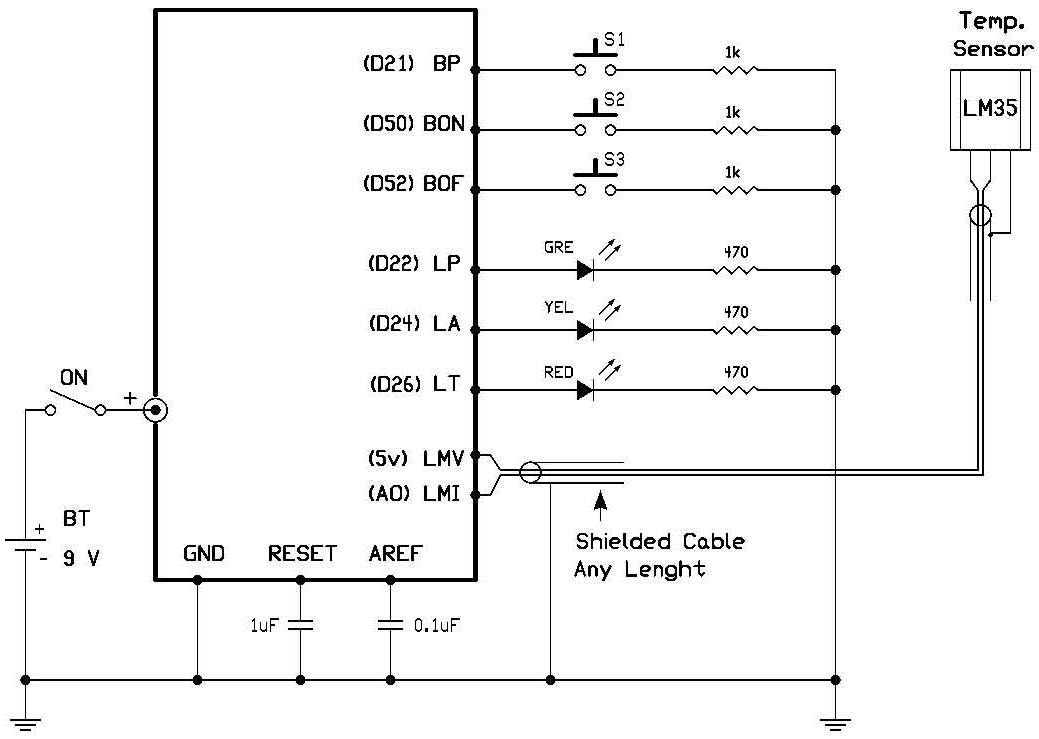 Temp.
Sensor
LM35
(D21) BP
S1
1k
(D50) BON
S2
1k
(D52) BOF
S3
1k
(D22) LP
GRE
470
(D24) LA
YEL
470
(D26) LT
RED
470
ON
+
(5v) LMV
(A0) LMI
BT
+
- 9 V
Shielded Cable
Any Lenght
GND RESET AREF
1uF
0.1uF